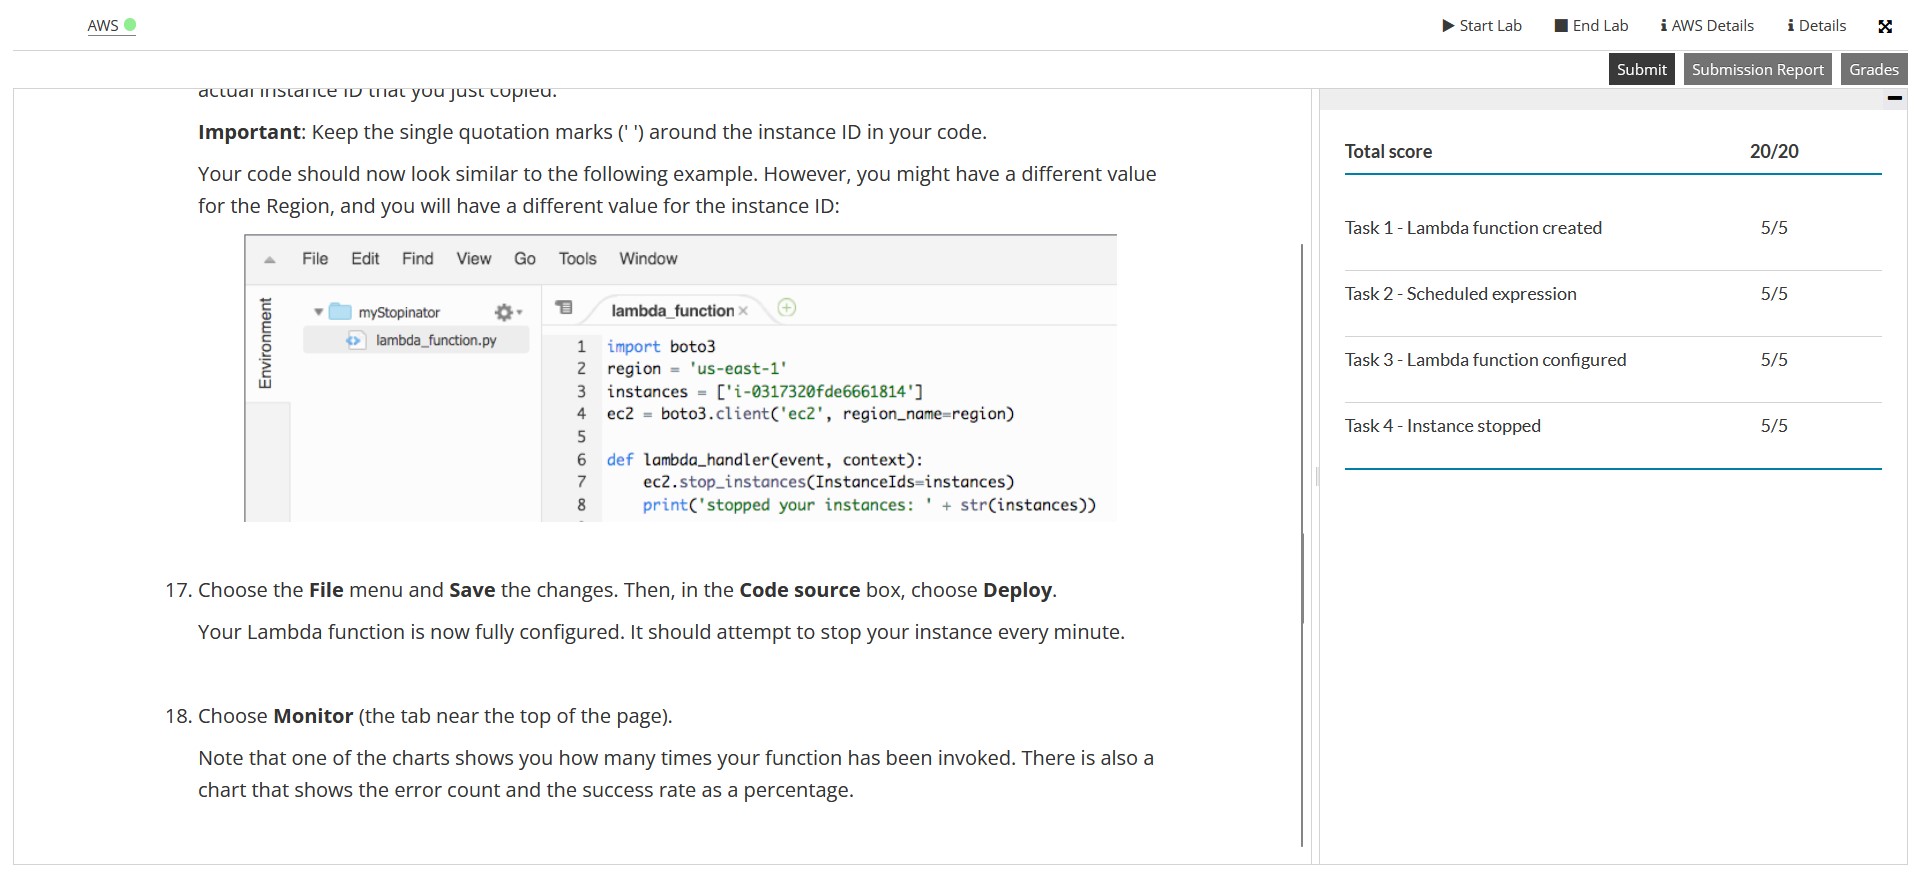 AWS
Start Lab End Lab AWS Details Details
Submit Submission Report Grades
actual instance ID that you just copied.
Important: Keep the single quotation marks (' ') around the instance ID in your code.
Your code should now look similar to the following example. However, you might have a different value
for the Region, and you will have a different value for the instance ID:
File Edit Find View Go Tools Window
Environment
myStopinator
lambda_function.py
lambda_function ×
1 import boto3
2 region = 'us-east-1'
3 instances = ['i-0317320fde6661814']
4 ec2 = boto3.client('ec2', region_name=region)
5
6 def lambda_handler(event, context):
7     ec2.stop_instances(InstanceIds=instances)
8     print('stopped your instances: ' + str(instances))
17. Choose the File menu and Save the changes. Then, in the Code source box, choose Deploy.
Your Lambda function is now fully configured. It should attempt to stop your instance every minute.
18. Choose Monitor (the tab near the top of the page).
Note that one of the charts shows you how many times your function has been invoked. There is also a
chart that shows the error count and the success rate as a percentage.
Total score 20/20
Task 1 - Lambda function created 5/5
Task 2 - Scheduled expression 5/5
Task 3 - Lambda function configured 5/5
Task 4 - Instance stopped 5/5